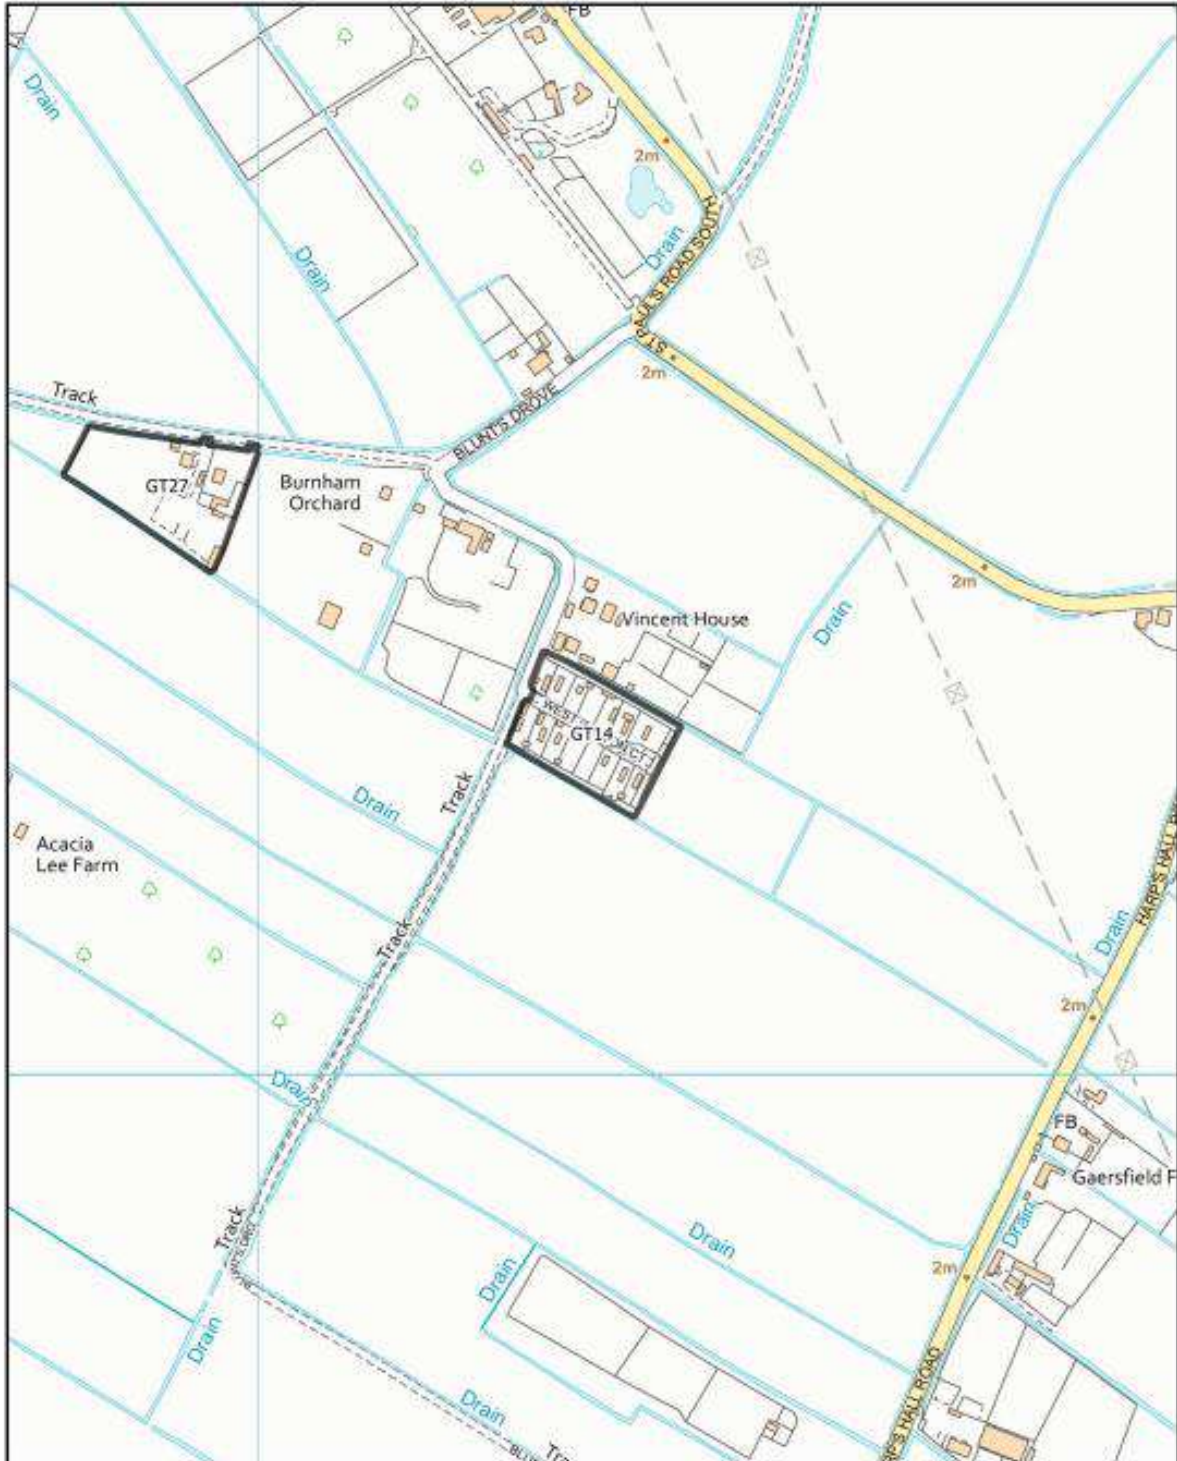 FB
Drain
2m
Drain
Drain
ST PAUL'S ROAD SOUTH
2m
Track
BLUNT'S DROVE
GT27
Burnham
Orchard
2m
Drain
Vincent House
GT14
Track
Drain
Acacia
Lee Farm
HARP'S HALL
Drain
Track
2m
Drain
FB
Gaersfield F
Track
Drain
Drain
2m
Drain
Drain
HALL ROAD
Drain